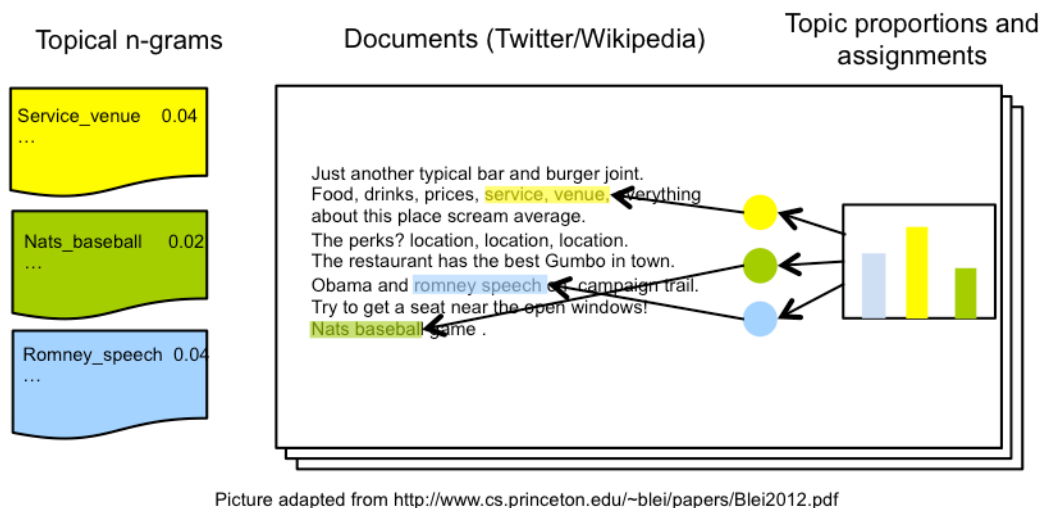 Topical n-grams
Documents (Twitter/Wikipedia)
Topic proportions and
assignments
Service_venue 0.04
...
Nats_baseball 0.02
...
Romney_speech 0.04
...
Just another typical bar and burger joint.
Food, drinks, prices, service, venue, everything
about this place scream average.
The perks? location, location, location.
The restaurant has the best Gumbo in town.
Obama and romney speech on campaign trail.
Try to get a seat near the open windows!
Nats baseball game .
Picture adapted from http://www.cs.princeton.edu/~blei/papers/Blei2012.pdf